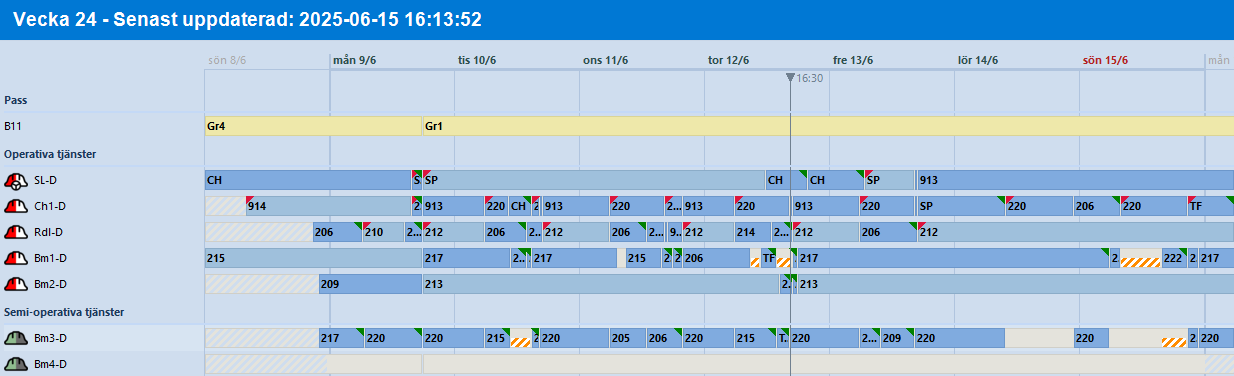 Vecka 24 - Senast uppdaterad: 2025-06-15 16:13:52
sön 8/6 mån 9/6 tis 10/6 ons 11/6 tor 12/6 fre 13/6 lör 14/6 sön 15/6 mån
16:30
Pass
B11 Gr4 Gr1
Operativa tjänster
SL-D CH S SP CH CH SP 913
Ch1-D 914 2 913 220 CH 2 913 220 2... 913 220 913 220 SP 220 206 220 TF
Rdl-D 206 210 2... 212 206 2... 212 206 2... 9... 212 214 2... 212 206 212
Bm1-D 215 217 2... 217 215 2 2 206 TF 217 2 222 2 217
Bm2-D 209 213 2... 213
Semi-operativa tjänster
Bm3-D 217 220 220 215 2 220 205 206 220 215 T... 220 2... 209 220 220 215 2 220
Bm4-D